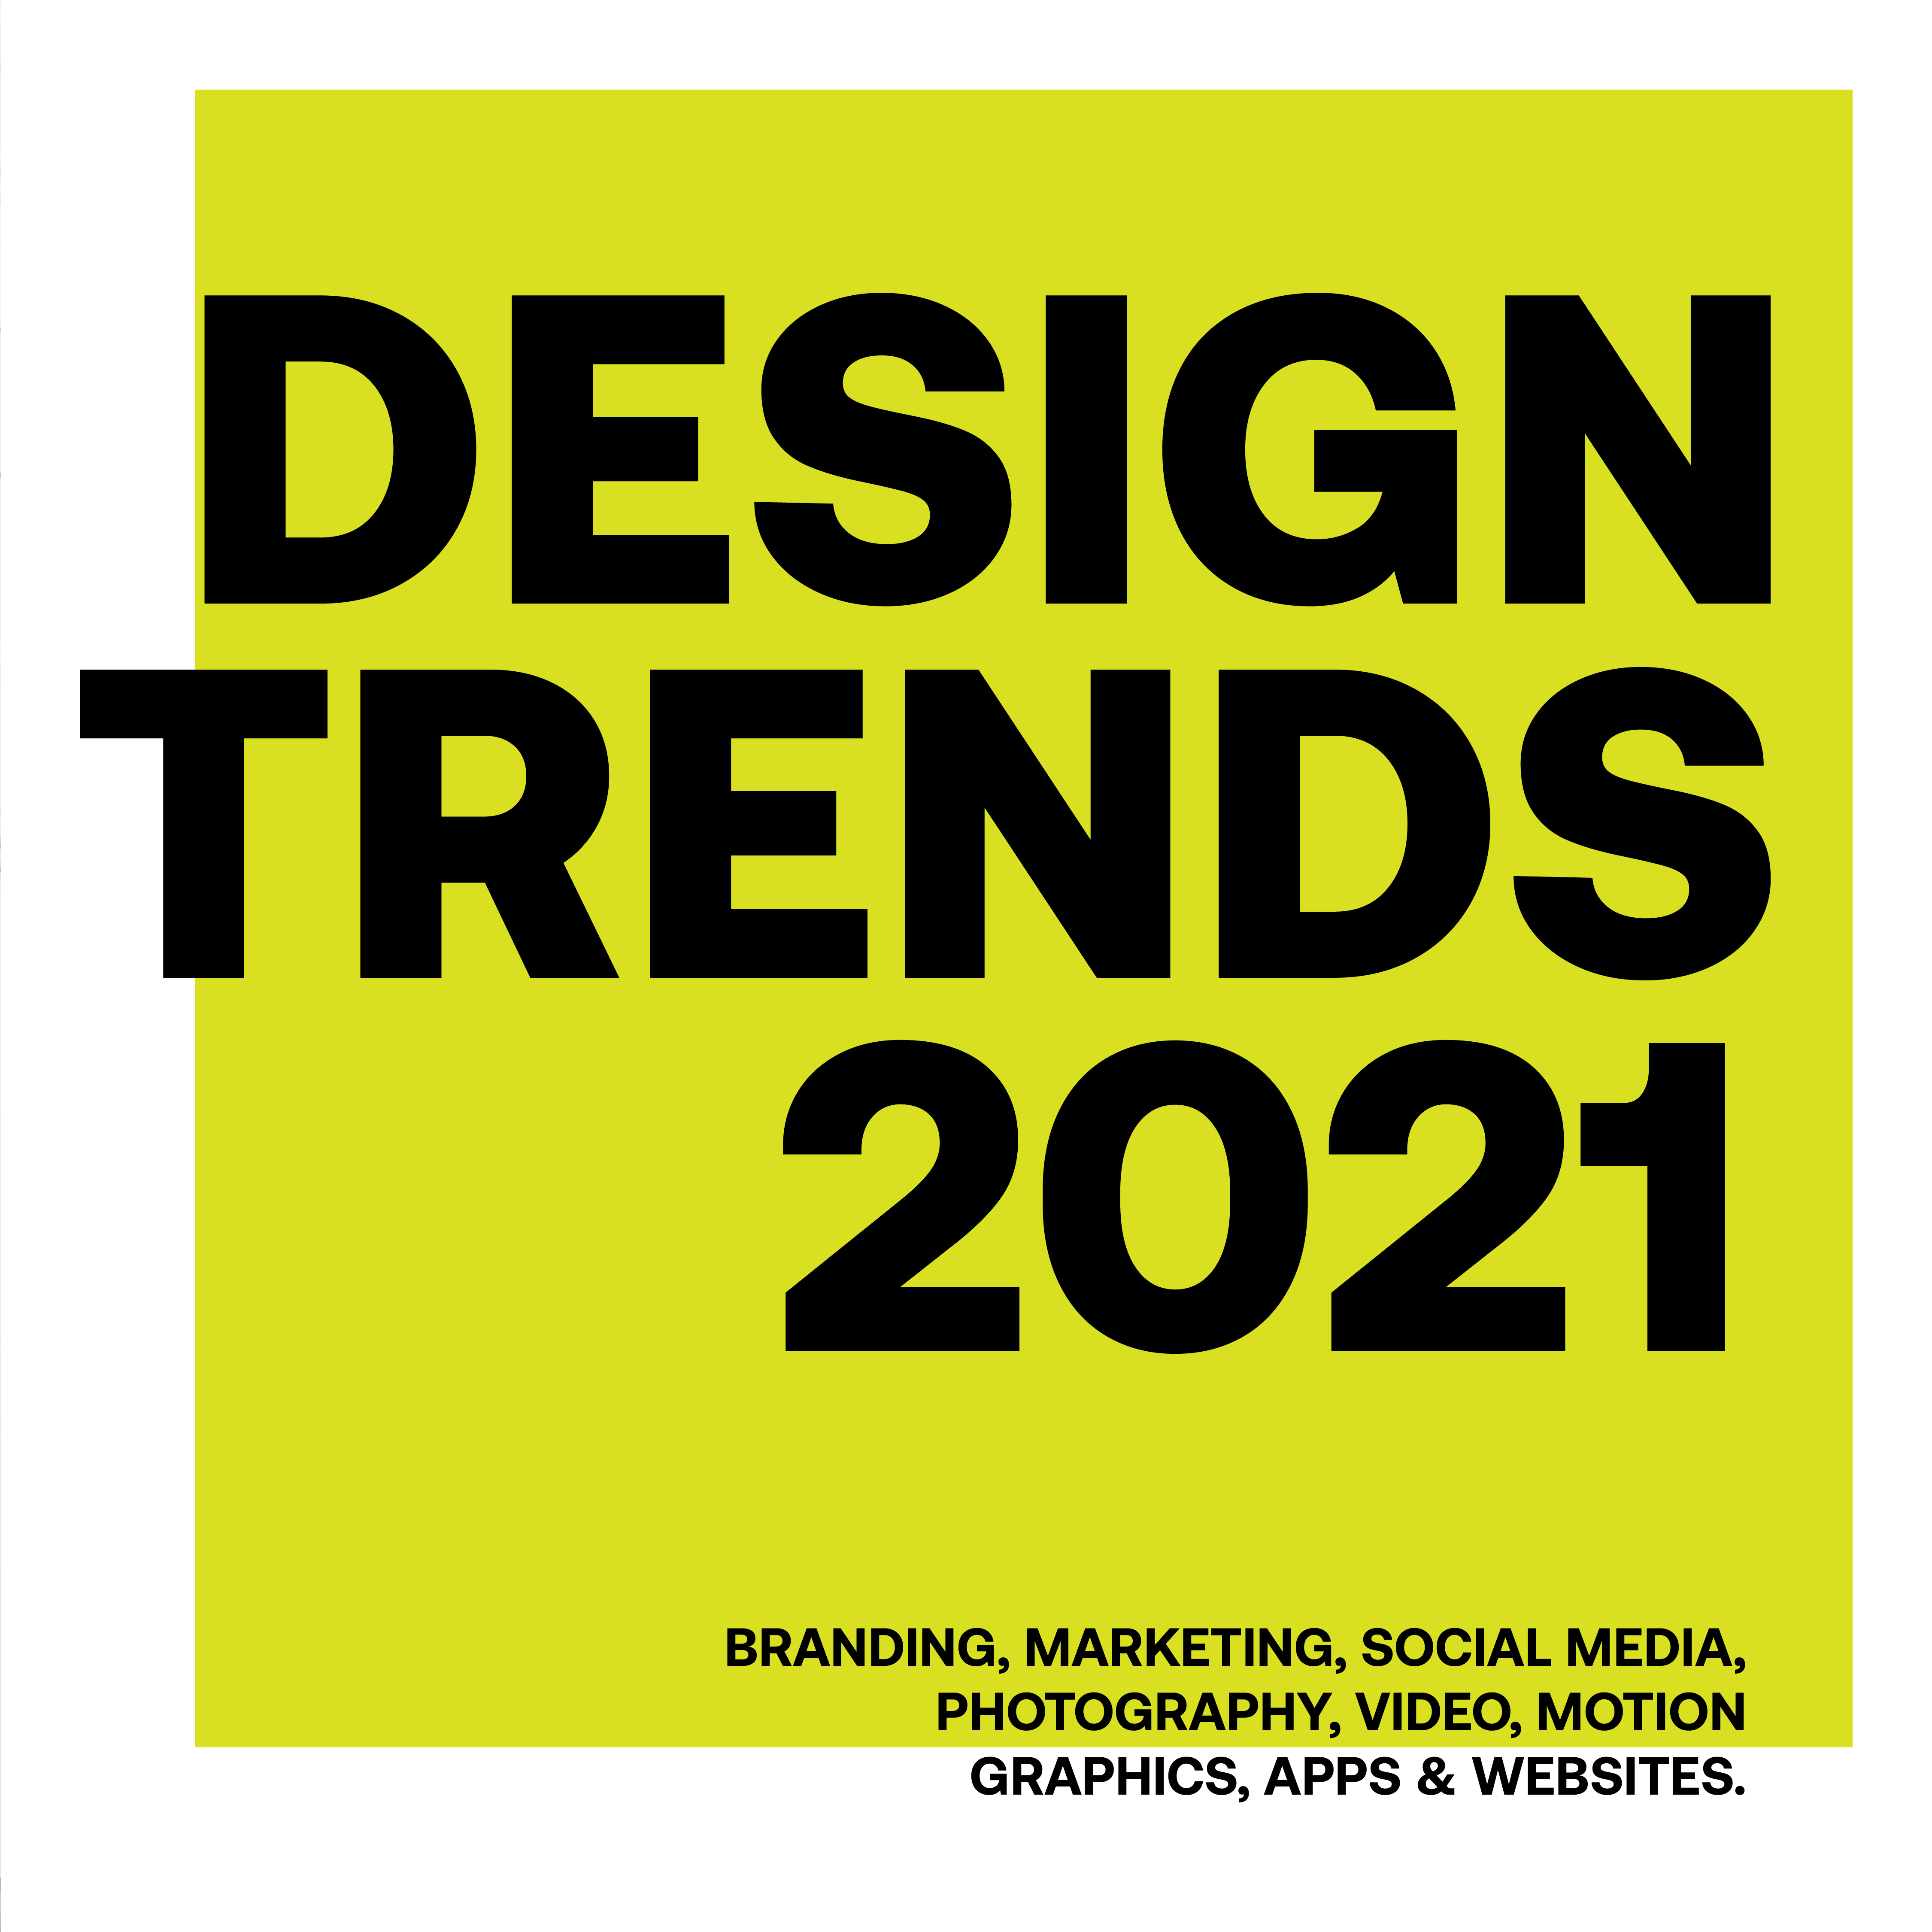 DESIGN
TRENDS
2021
BRANDING, MARKETING, SOCIAL MEDIA,
PHOTOGRAPHY, VIDEO, MOTION
GRAPHICS, APPS & WEBSITES.